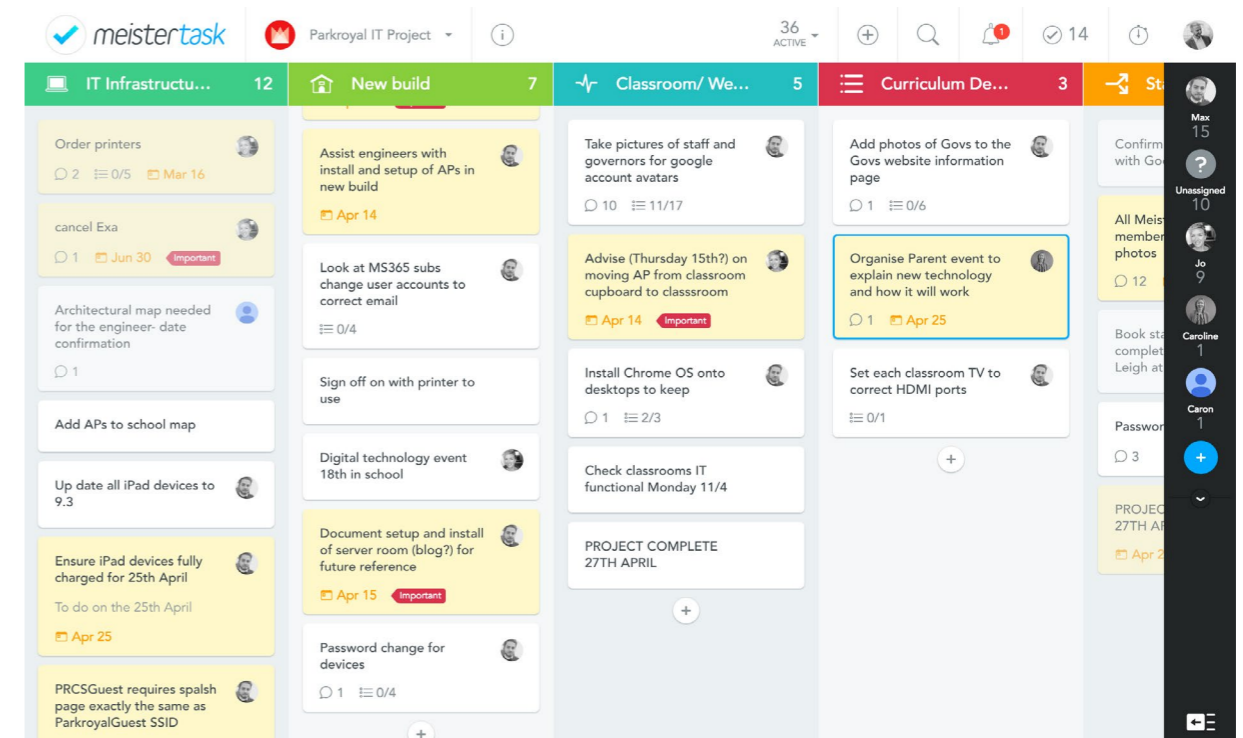 meistertask
Parkroyal IT Project
36
ACTIVE
1
14
IT Infrastructu...
12
Order printers
2
0/5
Mar 16
cancel Exa
1
Jun 30
Important
Architectural map needed
for the engineer- date
confirmation
1
Add APs to school map
Up date all iPad devices to
9.3
Ensure iPad devices fully
charged for 25th April
To do on the 25th April
Apr 25
PRCSGuest requires spalsh
page exactly the same as
ParkroyalGuest SSID
New build
7
Assist engineers with
install and setup of APs in
new build
Apr 14
Look at MS365 subs
change user accounts to
correct email
0/4
Sign off on with printer to
use
Digital technology event
18th in school
Document setup and install
of server room (blog?) for
future reference
Apr 15
Important
Password change for
devices
1
0/4
Classroom/ We...
5
Take pictures of staff and
governors for google
account avatars
10
11/17
Advise (Thursday 15th?) on
moving AP from classroom
cupboard to classsroom
Apr 14
Important
Install Chrome OS onto
desktops to keep
1
2/3
Check classrooms IT
functional Monday 11/4
PROJECT COMPLETE
27TH APRIL
Curriculum De...
3
Add photos of Govs to the
Govs website information
page
1
0/6
Organise Parent event to
explain new technology
and how it will work
1
Apr 25
Set each classroom TV to
correct HDMI ports
0/1
Sta
Confirm
with Goo
All Meis
member
photos
12
Book sta
complet
Leigh at
Passwor
3
PROJEC
27TH AP
Apr 2
Max
15
Unassigned
10
Jo
9
Caroline
1
Caron
1